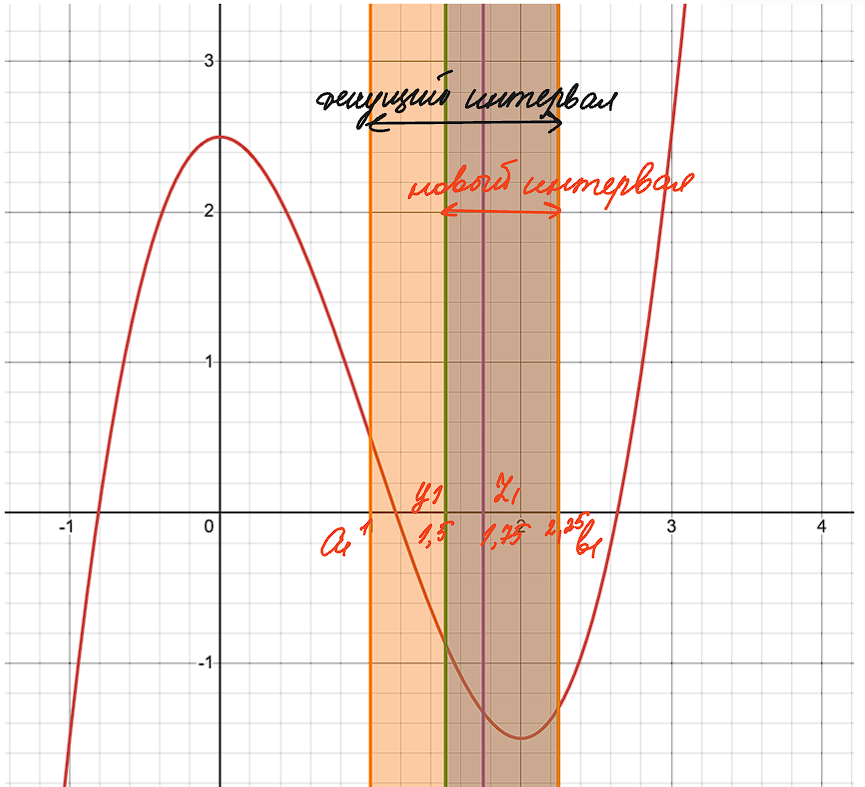 3
текущий интервал
новый интервал
2
1
y1 z1
-1 0 1 2 3 4
a1 1,5 1,75 2,25 b1
-1